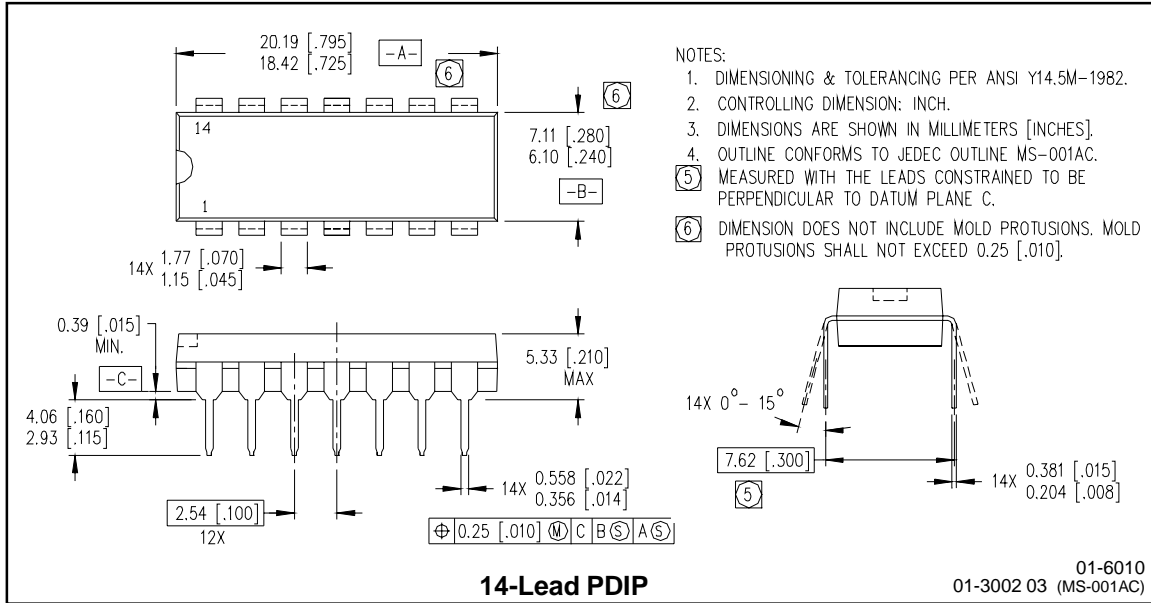 20.19 [.795]
18.42 [.725]
-A-
6
6
14
1
7.11 [.280]
6.10 [.240]
-B-
14X 1.77 [.070]
1.15 [.045]
NOTES:
1. DIMENSIONING & TOLERANCING PER ANSI Y14.5M-1982.
2. CONTROLLING DIMENSION: INCH.
3. DIMENSIONS ARE SHOWN IN MILLIMETERS [INCHES].
4. OUTLINE CONFORMS TO JEDEC OUTLINE MS-001AC.
5 MEASURED WITH THE LEADS CONSTRAINED TO BE
PERPENDICULAR TO DATUM PLANE C.
6 DIMENSION DOES NOT INCLUDE MOLD PROTUSIONS. MOLD
PROTUSIONS SHALL NOT EXCEED 0.25 [.010].
0.39 [.015]
MIN.
-C-
4.06 [.160]
2.93 [.115]
5.33 [.210]
MAX
2.54 [.100]
12X
14X 0.558 [.022]
0.356 [.014]
⌖ 0.25 [.010] Ⓜ C B Ⓢ A Ⓢ
14X 0°- 15°
7.62 [.300]
5
14X 0.381 [.015]
0.204 [.008]
14-Lead PDIP
01-6010
01-3002 03 (MS-001AC)